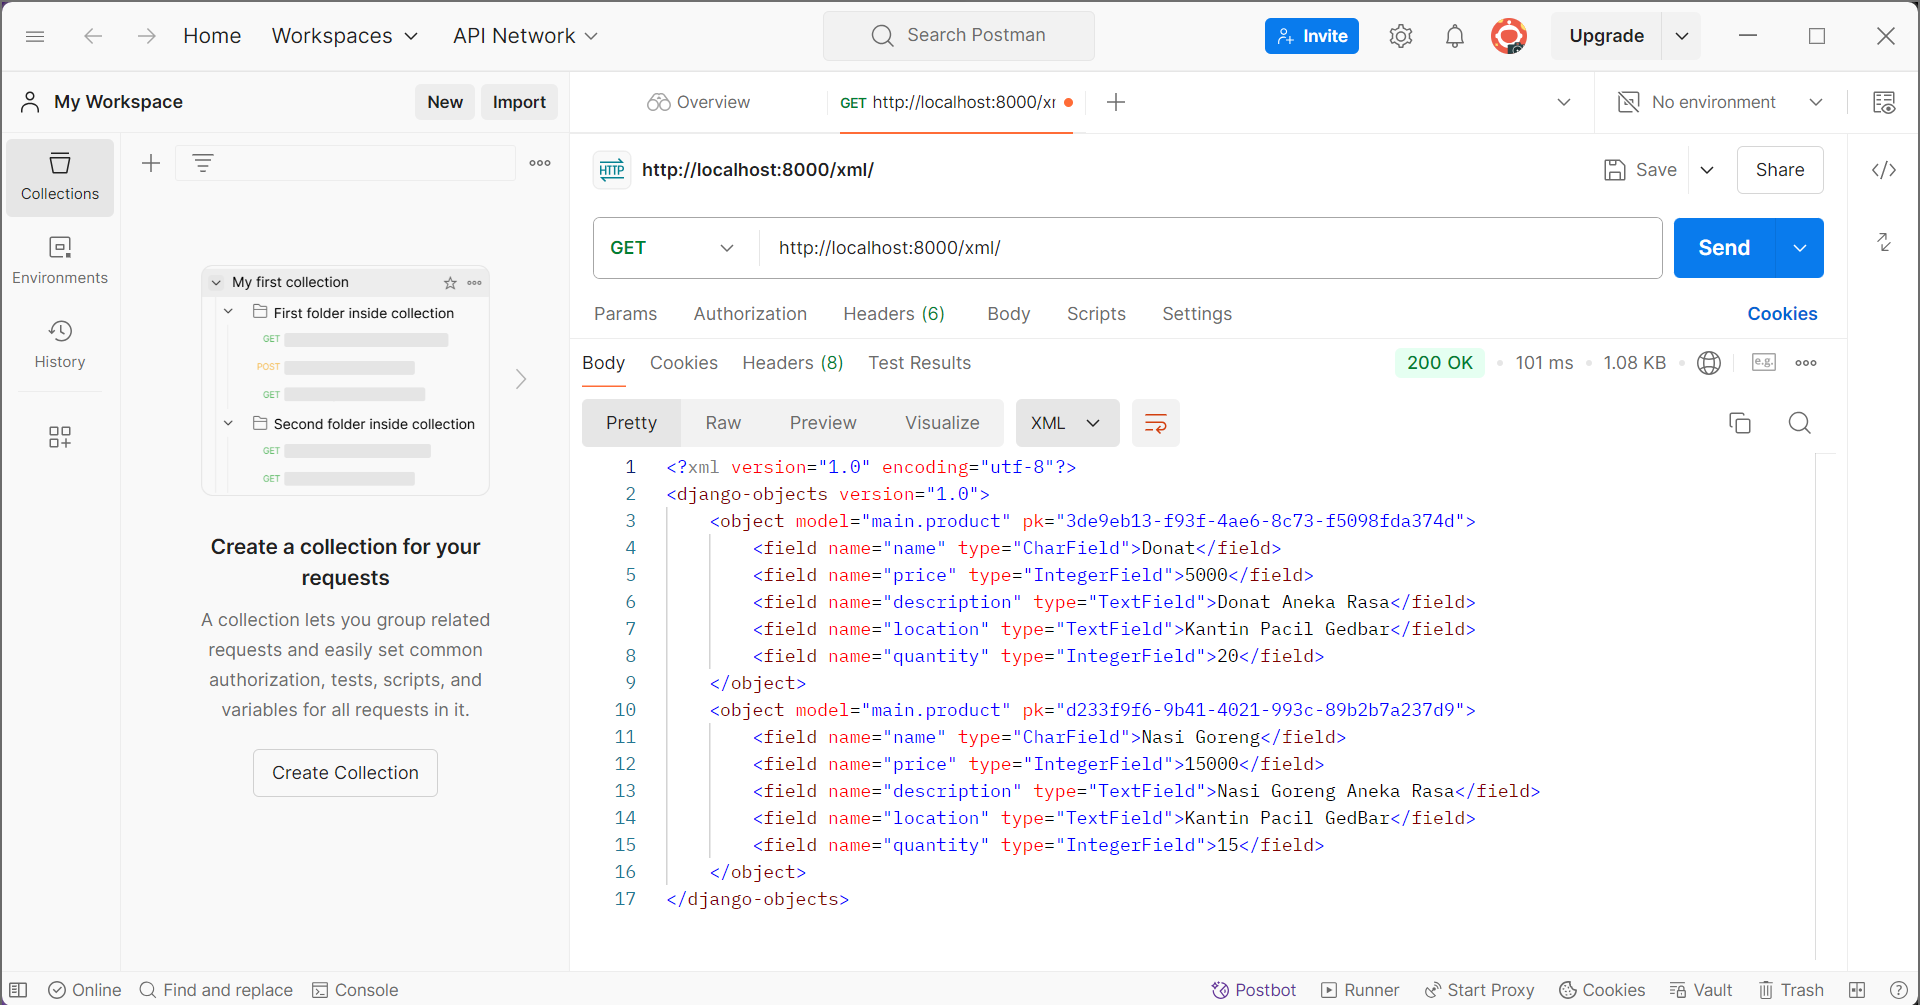 Home
Workspaces
API Network
Search Postman
Invite
Upgrade
My Workspace
New
Import
Overview
GET http://localhost:8000/xr
No environment
Collections
Environments
History
My first collection
First folder inside collection
GET
POST
GET
Second folder inside collection
GET
GET
Create a collection for your
requests
A collection lets you group related
requests and easily set common
authorization, tests, scripts, and
variables for all requests in it.
Create Collection
HTTP
http://localhost:8000/xml/
Save
Share
GET
http://localhost:8000/xml/
Send
Params
Authorization
Headers (6)
Body
Scripts
Settings
Cookies
Body
Cookies
Headers (8)
Test Results
200 OK
101 ms
1.08 KB
e.g.
Pretty
Raw
Preview
Visualize
XML
1 <?xml version="1.0" encoding="utf-8"?>
2 <django-objects version="1.0">
3 <object model="main.product" pk="3de9eb13-f93f-4ae6-8c73-f5098fda374d">
4 <field name="name" type="CharField">Donat</field>
5 <field name="price" type="IntegerField">5000</field>
6 <field name="description" type="TextField">Donat Aneka Rasa</field>
7 <field name="location" type="TextField">Kantin Pacil Gedbar</field>
8 <field name="quantity" type="IntegerField">20</field>
9 </object>
10 <object model="main.product" pk="d233f9f6-9b41-4021-993c-89b2b7a237d9">
11 <field name="name" type="CharField">Nasi Goreng</field>
12 <field name="price" type="IntegerField">15000</field>
13 <field name="description" type="TextField">Nasi Goreng Aneka Rasa</field>
14 <field name="location" type="TextField">Kantin Pacil GedBar</field>
15 <field name="quantity" type="IntegerField">15</field>
16 </object>
17 </django-objects>
Online
Find and replace
Console
Postbot
Runner
Start Proxy
Cookies
Vault
Trash